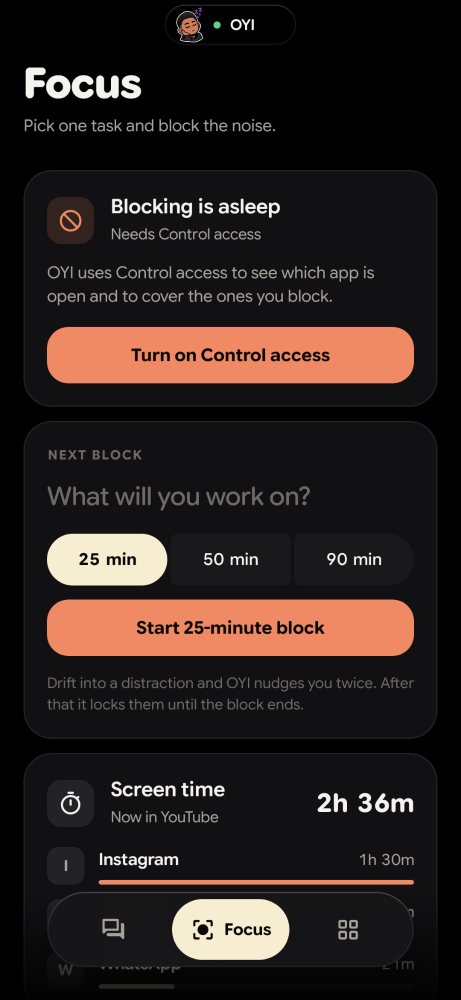 OYI
Focus
Pick one task and block the noise.
Blocking is asleep
Needs Control access
OYI uses Control access to see which app is
open and to cover the ones you block.
Turn on Control access
NEXT BLOCK
What will you work on?
25 min
50 min
90 min
Start 25-minute block
Drift into a distraction and OYI nudges you twice. After
that it locks them until the block ends.
Screen time
Now in YouTube
2h 36m
I
Instagram
1h 30m
Focus
W
WhatsApp
21m